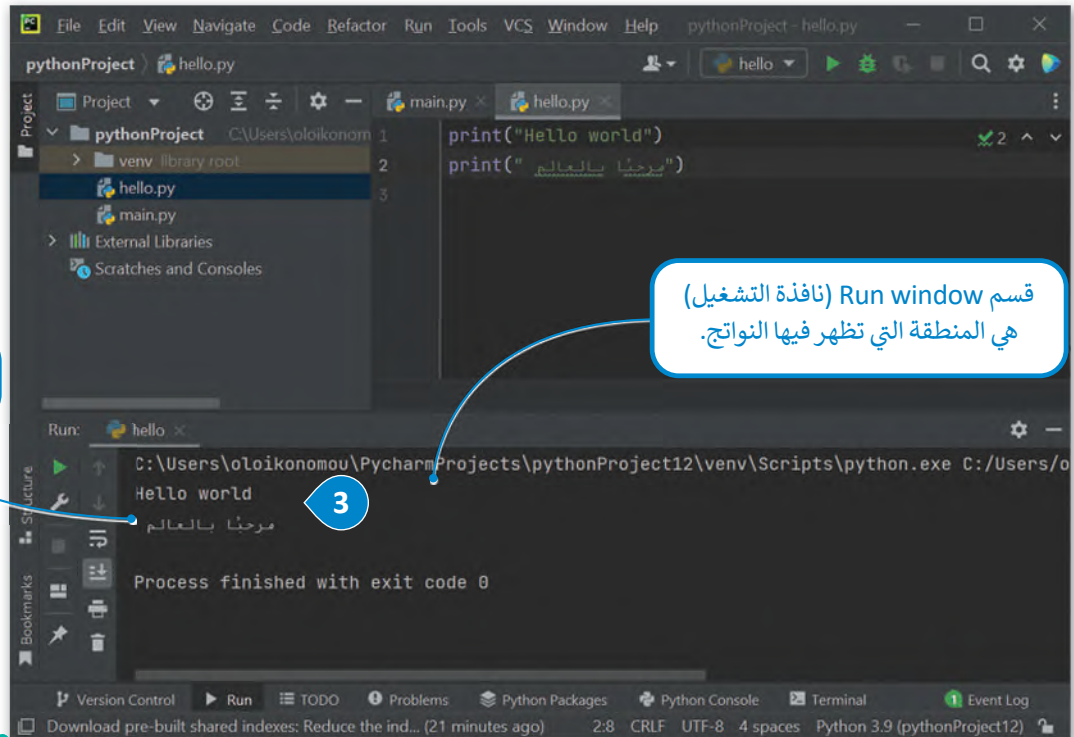 PC File Edit View Navigate Code Refactor Run Tools VCS Window Help pythonProject - hello.py
pythonProject hello.py
hello
Project
Project
main.py
hello.py
pythonProject C:\Users\oloikonom
venv library root
hello.py
main.py
External Libraries
Scratches and Consoles
1 print("Hello world")
2 print(" مرحبًا بالعالم")
3
2
قسم Run window (نافذة التشغيل)
هي المنطقة التي تظهر فيها النواتج.
Run: hello
C:\Users\oloikonomou\PycharmProjects\pythonProject12\venv\Scripts\python.exe C:/Users/o
Hello world
3
مرحبًا بالعالم
Process finished with exit code 0
Structure
Bookmarks
Version Control Run TODO Problems Python Packages Python Console Terminal 1 Event Log
Download pre-built shared indexes: Reduce the ind... (21 minutes ago) 2:8 CRLF UTF-8 4 spaces Python 3.9 (pythonProject12)